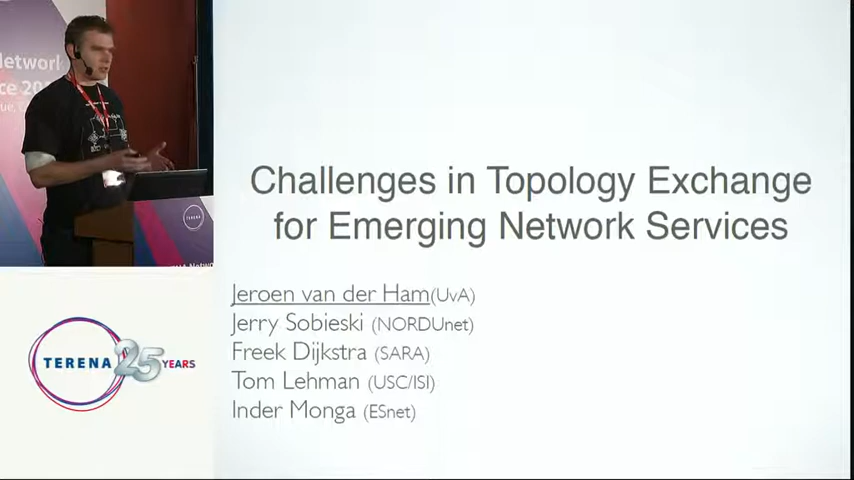 Network
TERENA
Challenges in Topology Exchange
for Emerging Network Services
Jeroen van der Ham(UvA)
Jerry Sobieski (NORDUnet)
Freek Dijkstra (SARA)
Tom Lehman (USC/ISI)
Inder Monga (ESnet)
TERENA 25 YEARS